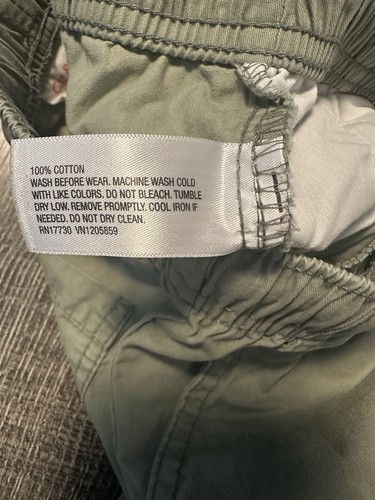 100% COTTON
WASH BEFORE WEAR. MACHINE WASH COLD
WITH LIKE COLORS. DO NOT BLEACH. TUMBLE
DRY LOW. REMOVE PROMPTLY. COOL IRON IF
NEEDED. DO NOT DRY CLEAN.
RN17730 VN1205859